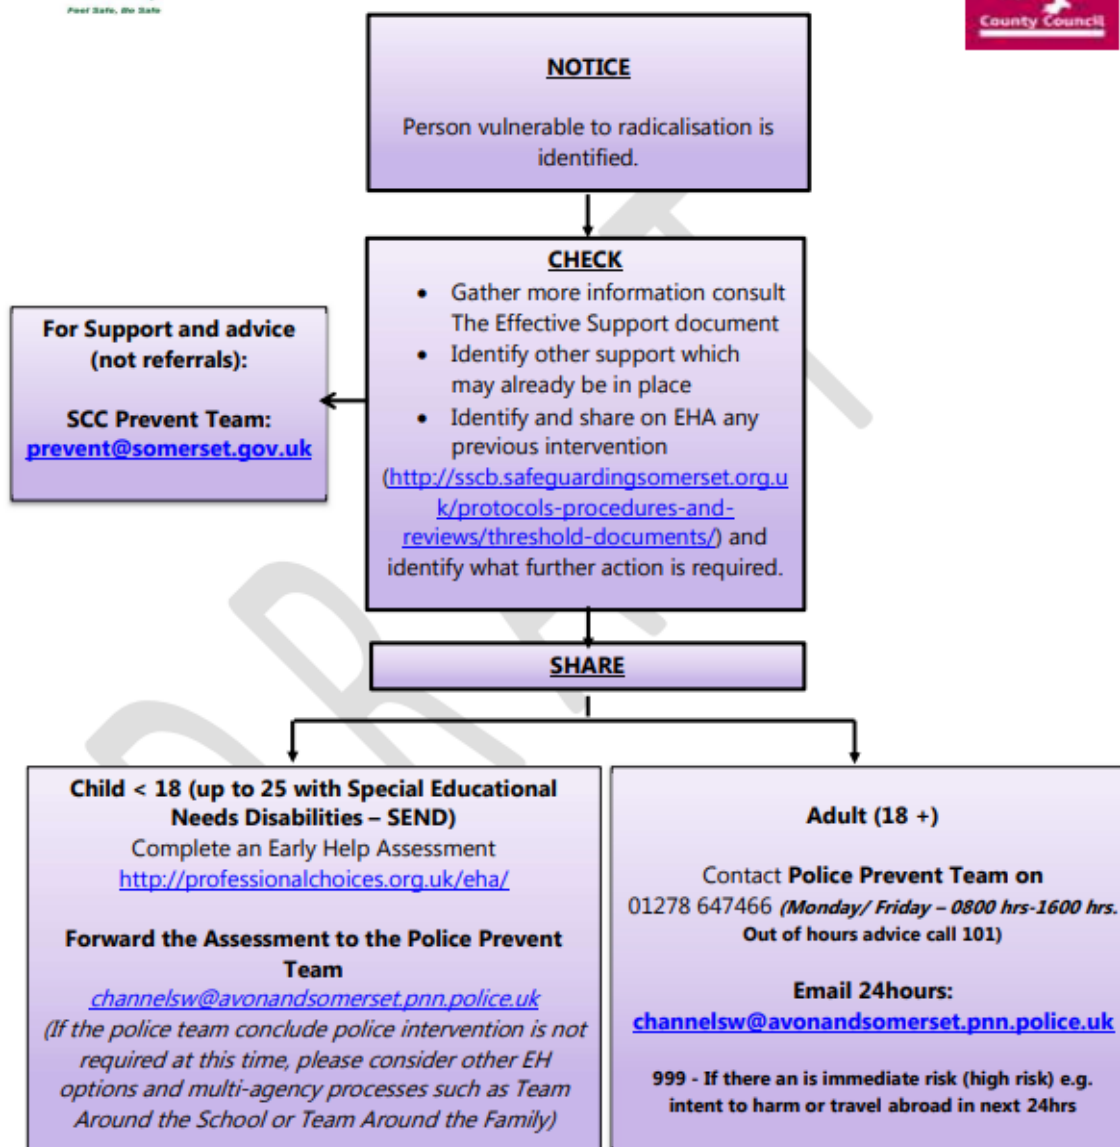 Feel Safe, Be Safe
County Council
NOTICE
Person vulnerable to radicalisation is
identified.
CHECK
• Gather more information consult
The Effective Support document
• Identify other support which
may already be in place
• Identify and share on EHA any
previous intervention
(http://sscb.safeguardingsomerset.org.u
k/protocols-procedures-and-
reviews/threshold-documents/) and
identify what further action is required.
For Support and advice
(not referrals):
SCC Prevent Team:
prevent@somerset.gov.uk
SHARE
Child < 18 (up to 25 with Special Educational
Needs Disabilities – SEND)
Complete an Early Help Assessment
http://professionalchoices.org.uk/eha/
Forward the Assessment to the Police Prevent
Team
channelsw@avonandsomerset.pnn.police.uk
(If the police team conclude police intervention is not
required at this time, please consider other EH
options and multi-agency processes such as Team
Around the School or Team Around the Family)
Adult (18 +)
Contact Police Prevent Team on
01278 647466 (Monday/ Friday – 0800 hrs-1600 hrs.
Out of hours advice call 101)
Email 24hours:
channelsw@avonandsomerset.pnn.police.uk
999 - If there an is immediate risk (high risk) e.g.
intent to harm or travel abroad in next 24hrs
DRAFT